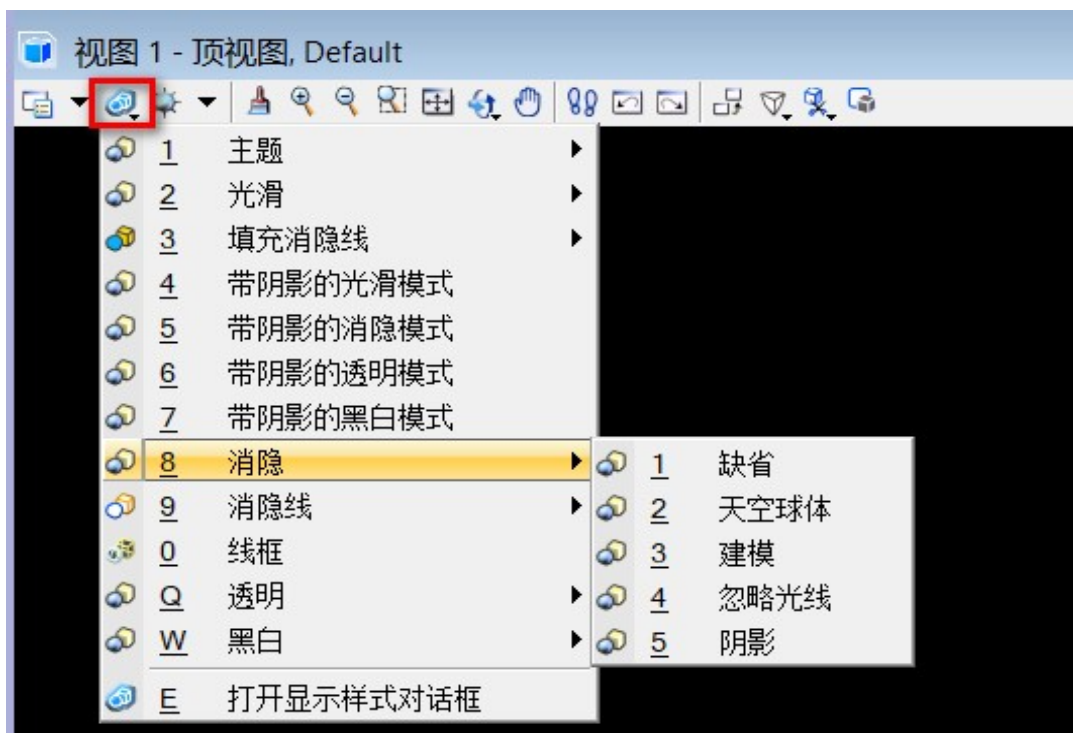 视图 1 - 顶视图, Default
1 主题
2 光滑
3 填充消隐线
4 带阴影的光滑模式
5 带阴影的消隐模式
6 带阴影的透明模式
7 带阴影的黑白模式
8 消隐
9 消隐线
0 线框
Q 透明
W 黑白
E 打开显示样式对话框
1 缺省
2 天空球体
3 建模
4 忽略光线
5 阴影